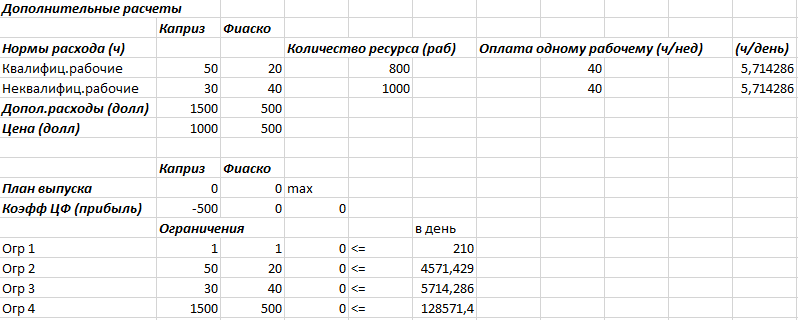 Дополнительные расчеты
Каприз Фиаско
Нормы расхода (ч) Количество ресурса (раб) Оплата одному рабочему (ч/нед) (ч/день)
Квалифиц.рабочие 50 20 800 40 5,714286
Неквалифиц.рабочие 30 40 1000 40 5,714286
Допол.расходы (долл) 1500 500
Цена (долл) 1000 500
Каприз Фиаско
План выпуска 0 0 max
Коэфф ЦФ (прибыль) -500 0 0
Ограничения в день
Огр 1 1 1 0 <= 210
Огр 2 50 20 0 <= 4571,429
Огр 3 30 40 0 <= 5714,286
Огр 4 1500 500 0 <= 128571,4